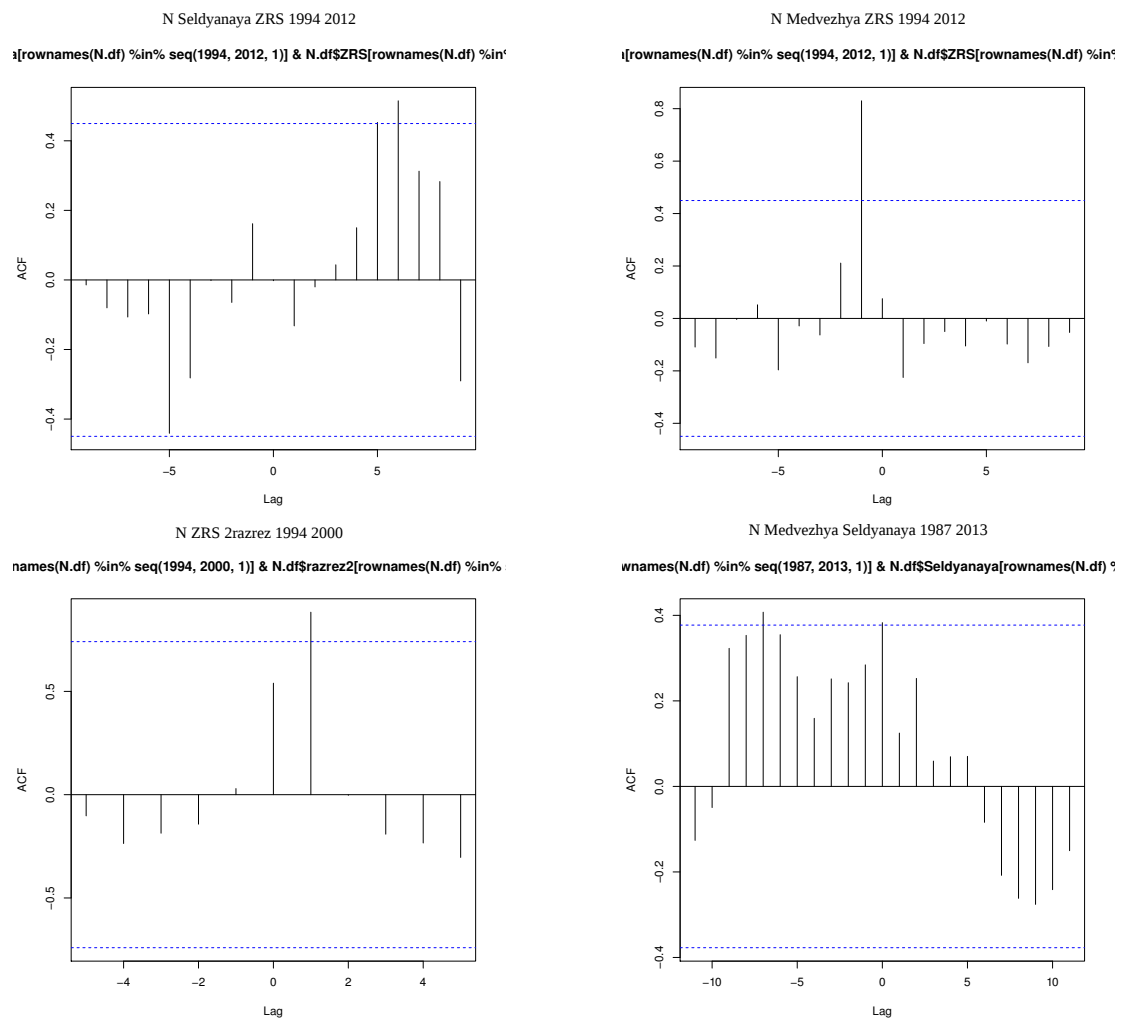 N Seldyanaya ZRS 1994 2012
a[rownames(N.df) %in% seq(1994, 2012, 1)] & N.df$ZRS[rownames(N.df) %in%
ACF
0.4
0.2
0.0
−0.2
−0.4
−5
0
5
Lag
N Medvezhya ZRS 1994 2012
a[rownames(N.df) %in% seq(1994, 2012, 1)] & N.df$ZRS[rownames(N.df) %in%
ACF
0.8
0.6
0.4
0.2
0.0
−0.2
−0.4
−5
0
5
Lag
N ZRS 2razrez 1994 2000
names(N.df) %in% seq(1994, 2000, 1)] & N.df$razrez2[rownames(N.df) %in%
ACF
0.5
0.0
−0.5
−4
−2
0
2
4
Lag
N Medvezhya Seldyanaya 1987 2013
wnames(N.df) %in% seq(1987, 2013, 1)] & N.df$Seldyanaya[rownames(N.df) %
ACF
0.4
0.2
0.0
−0.2
−0.4
−10
−5
0
5
10
Lag